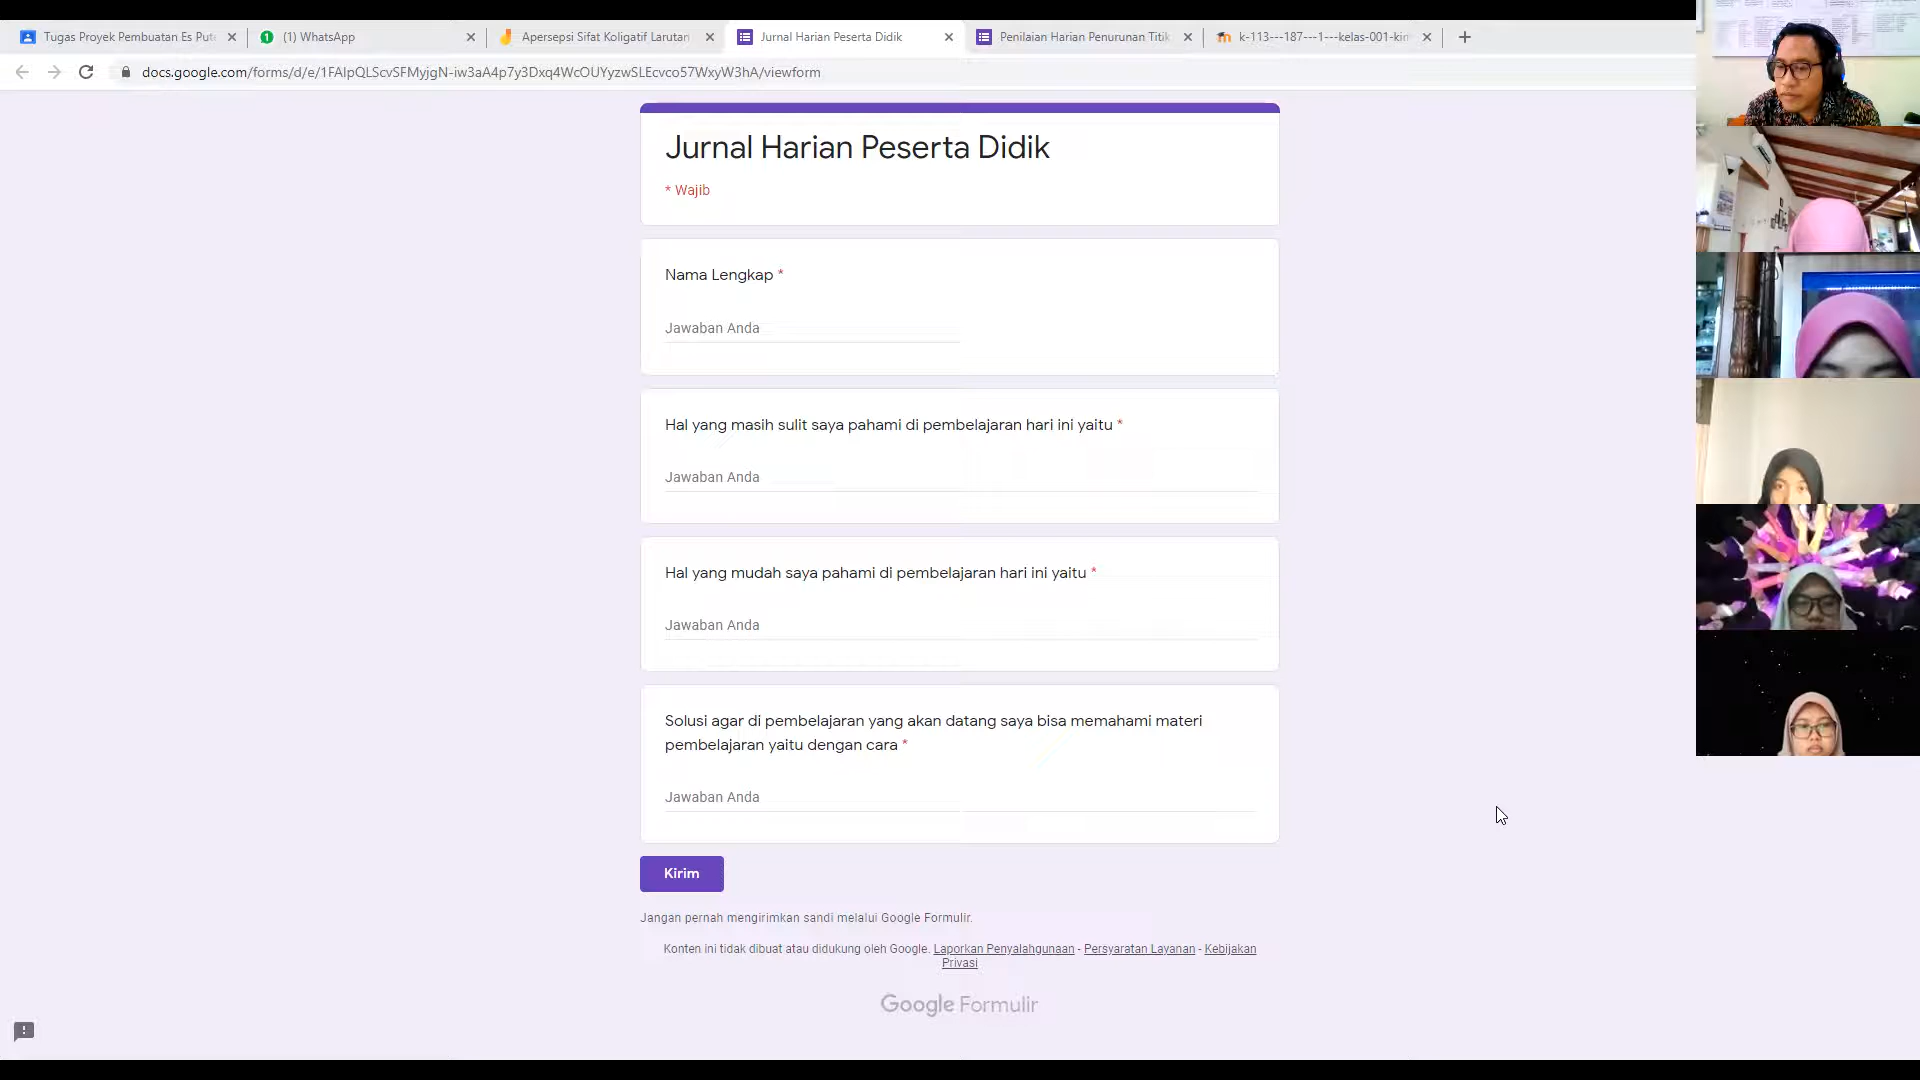 Tugas Proyek Pembuatan Es Pute
(1) WhatsApp
Apersepsi Sifat Koligatif Larutan
Jurnal Harian Peserta Didik
Penilaian Harian Penurunan Titik
k-113---187---1---kelas-001-kim
docs.google.com/forms/d/e/1FAIpQLScvSFMyjgN-iw3aA4p7y3Dxq4WcOUYyzwSLEcvco57WxyW3hA/viewform
Jurnal Harian Peserta Didik
* Wajib
Nama Lengkap *
Jawaban Anda
Hal yang masih sulit saya pahami di pembelajaran hari ini yaitu *
Jawaban Anda
Hal yang mudah saya pahami di pembelajaran hari ini yaitu *
Jawaban Anda
Solusi agar di pembelajaran yang akan datang saya bisa memahami materi
pembelajaran yaitu dengan cara *
Jawaban Anda
Kirim
Jangan pernah mengirimkan sandi melalui Google Formulir.
Konten ini tidak dibuat atau didukung oleh Google. Laporkan Penyalahgunaan - Persyaratan Layanan - Kebijakan
Privasi
Google Formulir